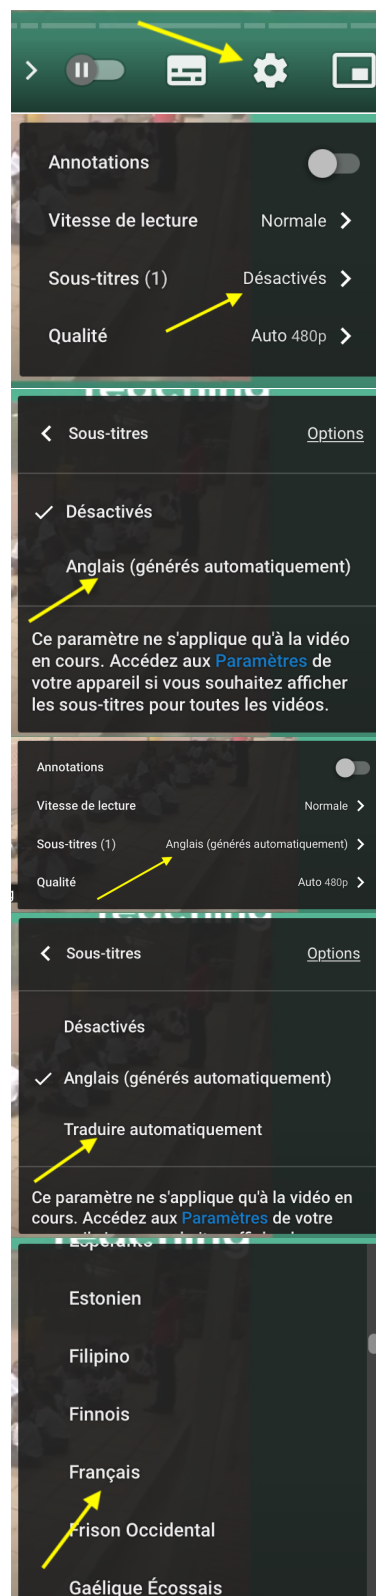 Annotations
Vitesse de lecture Normale
Sous-titres (1) Désactivés
Qualité Auto 480p
Sous-titres Options
Désactivés
Anglais (générés automatiquement)
Ce paramètre ne s'applique qu'à la vidéo
en cours. Accédez aux Paramètres de
votre appareil si vous souhaitez afficher
les sous-titres pour toutes les vidéos.
Annotations
Vitesse de lecture Normale
Sous-titres (1) Anglais (générés automatiquement)
Qualité Auto 480p
Sous-titres Options
Désactivés
Anglais (générés automatiquement)
Traduire automatiquement
Ce paramètre ne s'applique qu'à la vidéo en
cours. Accédez aux Paramètres de votre
Estonien
Filipino
Finnois
Français
Frison Occidental
Gaélique Écossais